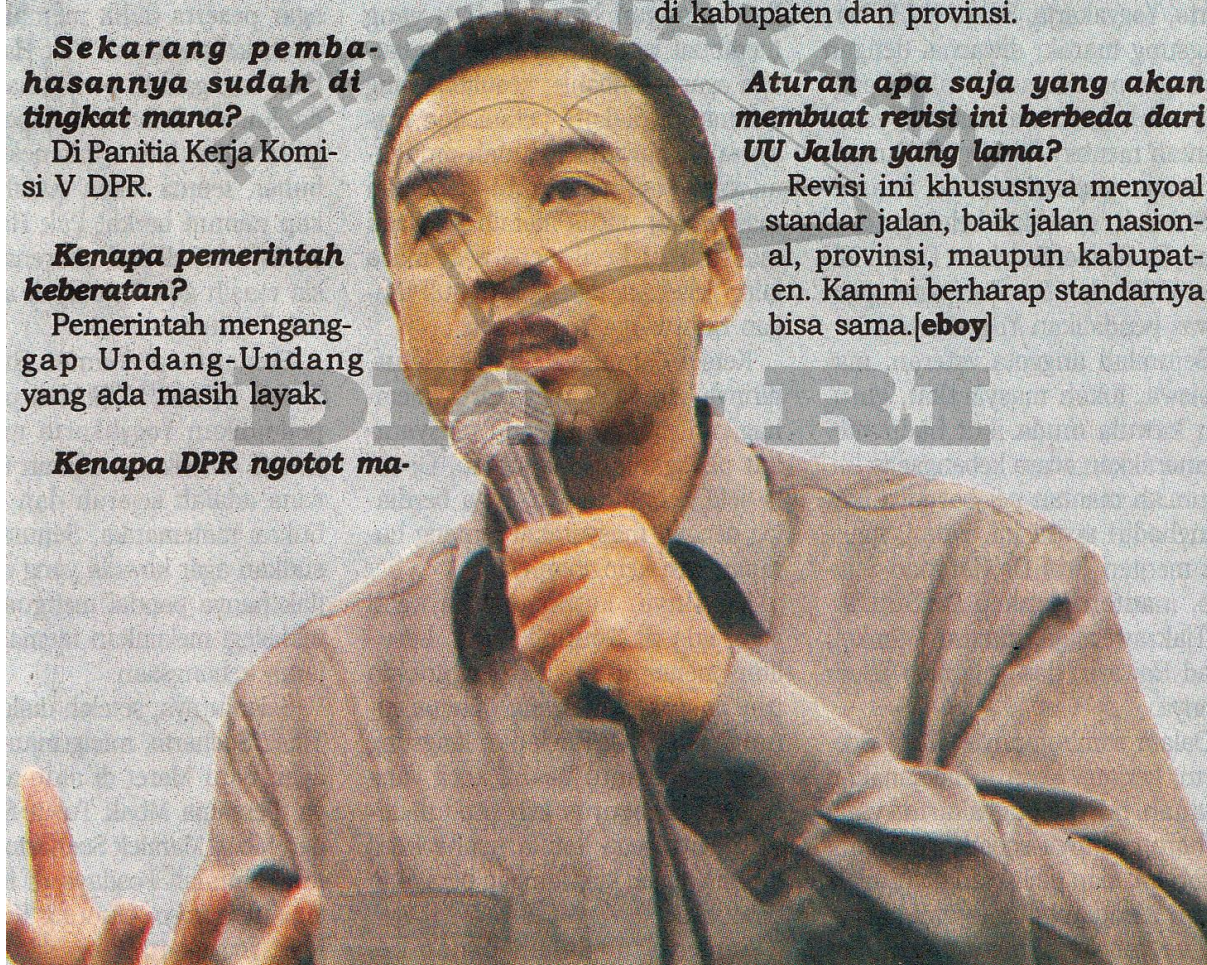 Sekarang pemba-
hasannya sudah di
tingkat mana?
Di Panitia Kerja Komi-
si V DPR.
Kenapa pemerintah
keberatan?
Pemerintah mengang-
gap Undang-Undang
yang ada masih layak.
Kenapa DPR ngotot ma-
di kabupaten dan provinsi.
Aturan apa saja yang akan
membuat revisi ini berbeda dari
UU Jalan yang lama?
Revisi ini khususnya menyoal
standar jalan, baik jalan nasion-
al, provinsi, maupun kabupat-
en. Kammi berharap standarnya
bisa sama.[eboy]
PERPUSTAKAAN
DPR - RI